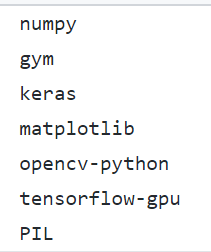 numpy
gym
keras
matplotlib
opencv-python
tensorflow-gpu
PIL